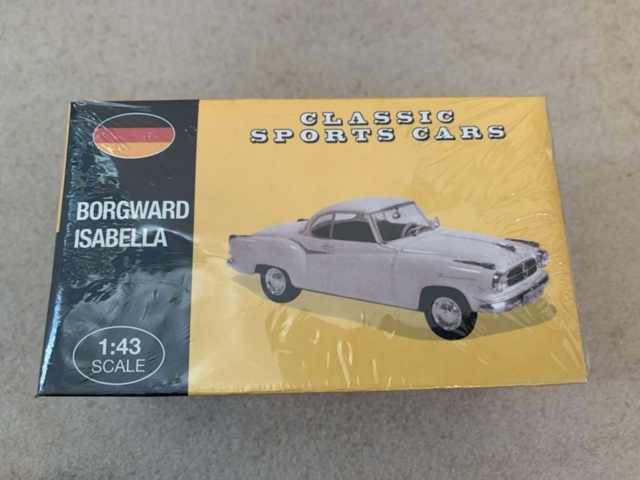 CLASSIC
SPORTS CARS
BORGWARD
ISABELLA
1:43
SCALE